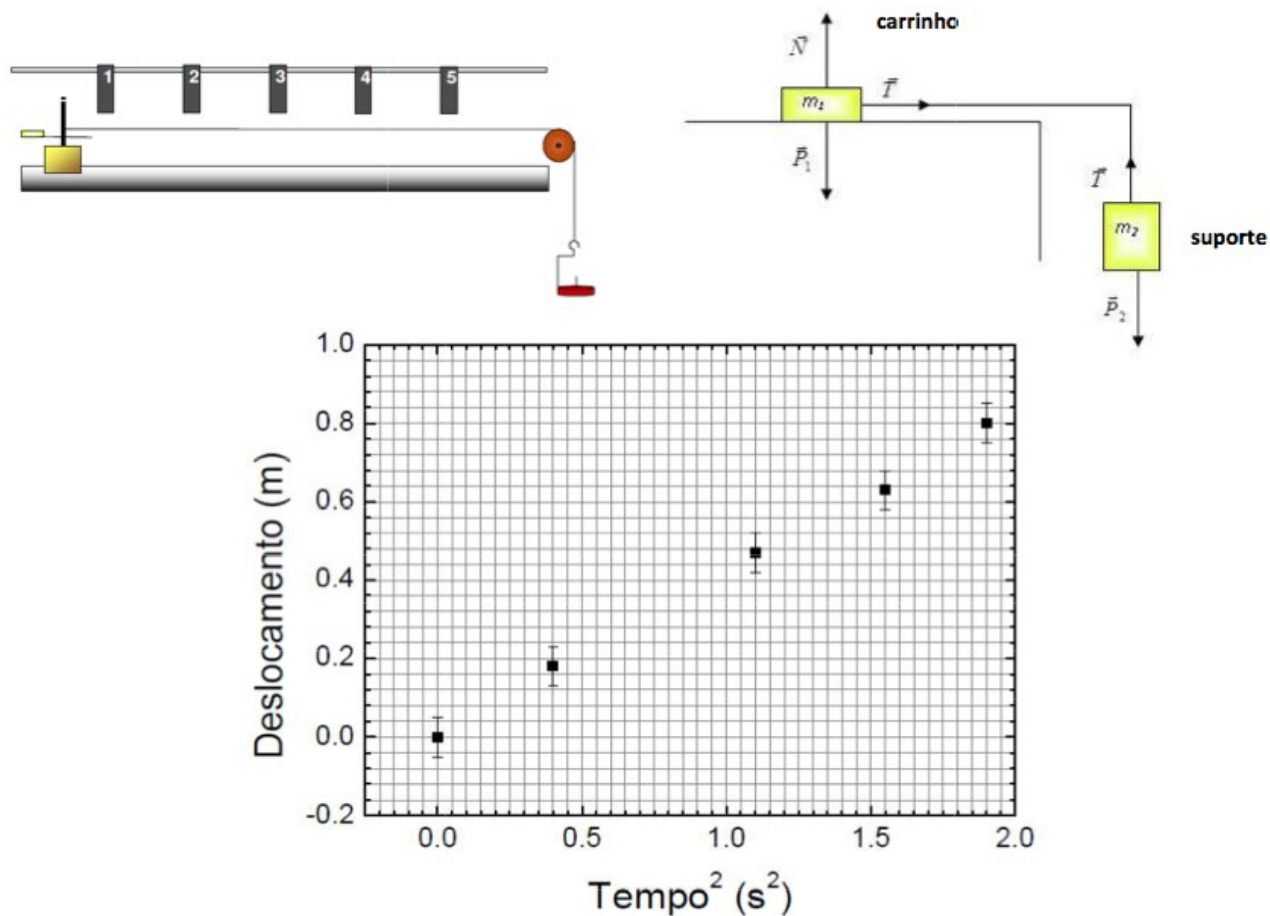 1 2 3 4 5
carrinho
N
m₁
T
P₁
T
m₂
suporte
P₂
1.0
0.8
0.6
0.4
0.2
0.0
-0.2
Deslocamento (m)
0.0 0.5 1.0 1.5 2.0
Tempo² (s²)